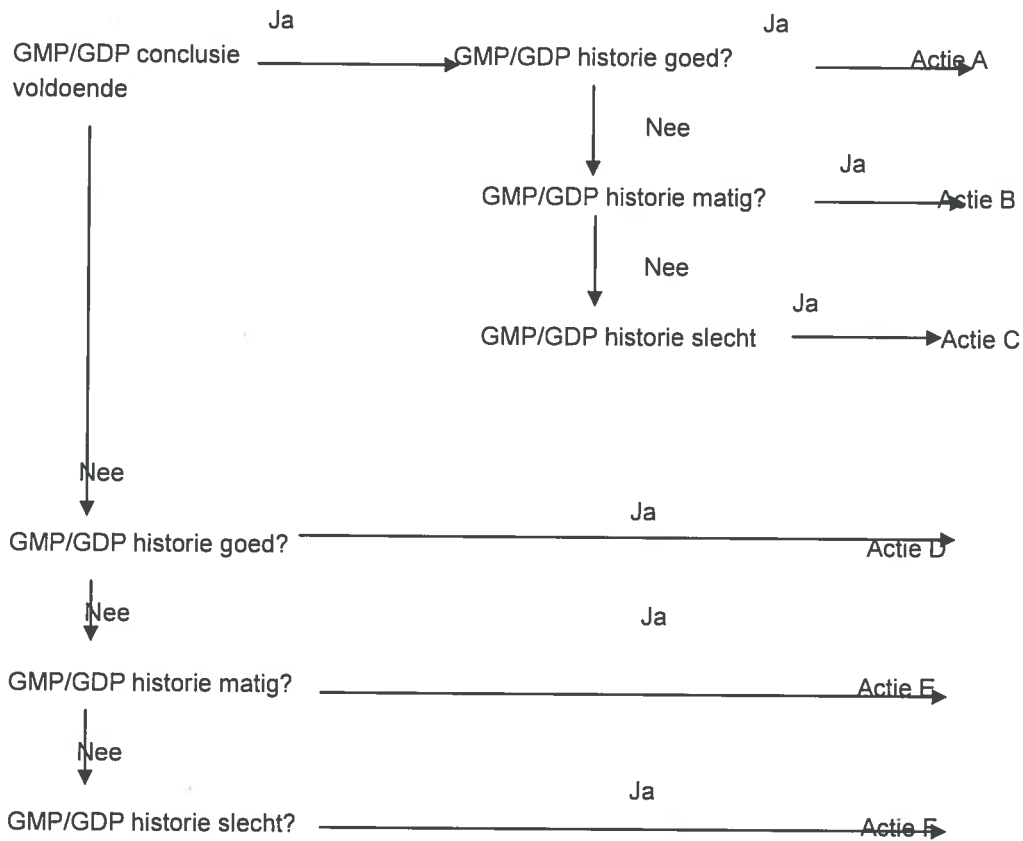 Ja
Ja
GMP/GDP conclusie
voldoende
GMP/GDP historie goed?
Actie A
Nee
Ja
GMP/GDP historie matig?
Actie B
Nee
Ja
GMP/GDP historie slecht
Actie C
Nee
Ja
GMP/GDP historie goed?
Actie D
Nee
Ja
GMP/GDP historie matig?
Actie E
Nee
Ja
GMP/GDP historie slecht?
Actie F